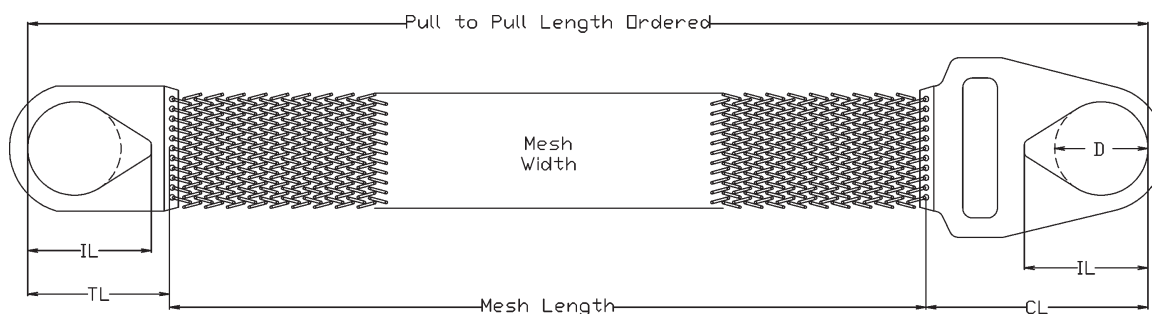 Pull to Pull Length Ordered
Mesh
Width
D
IL
IL
TL
Mesh Length
CL